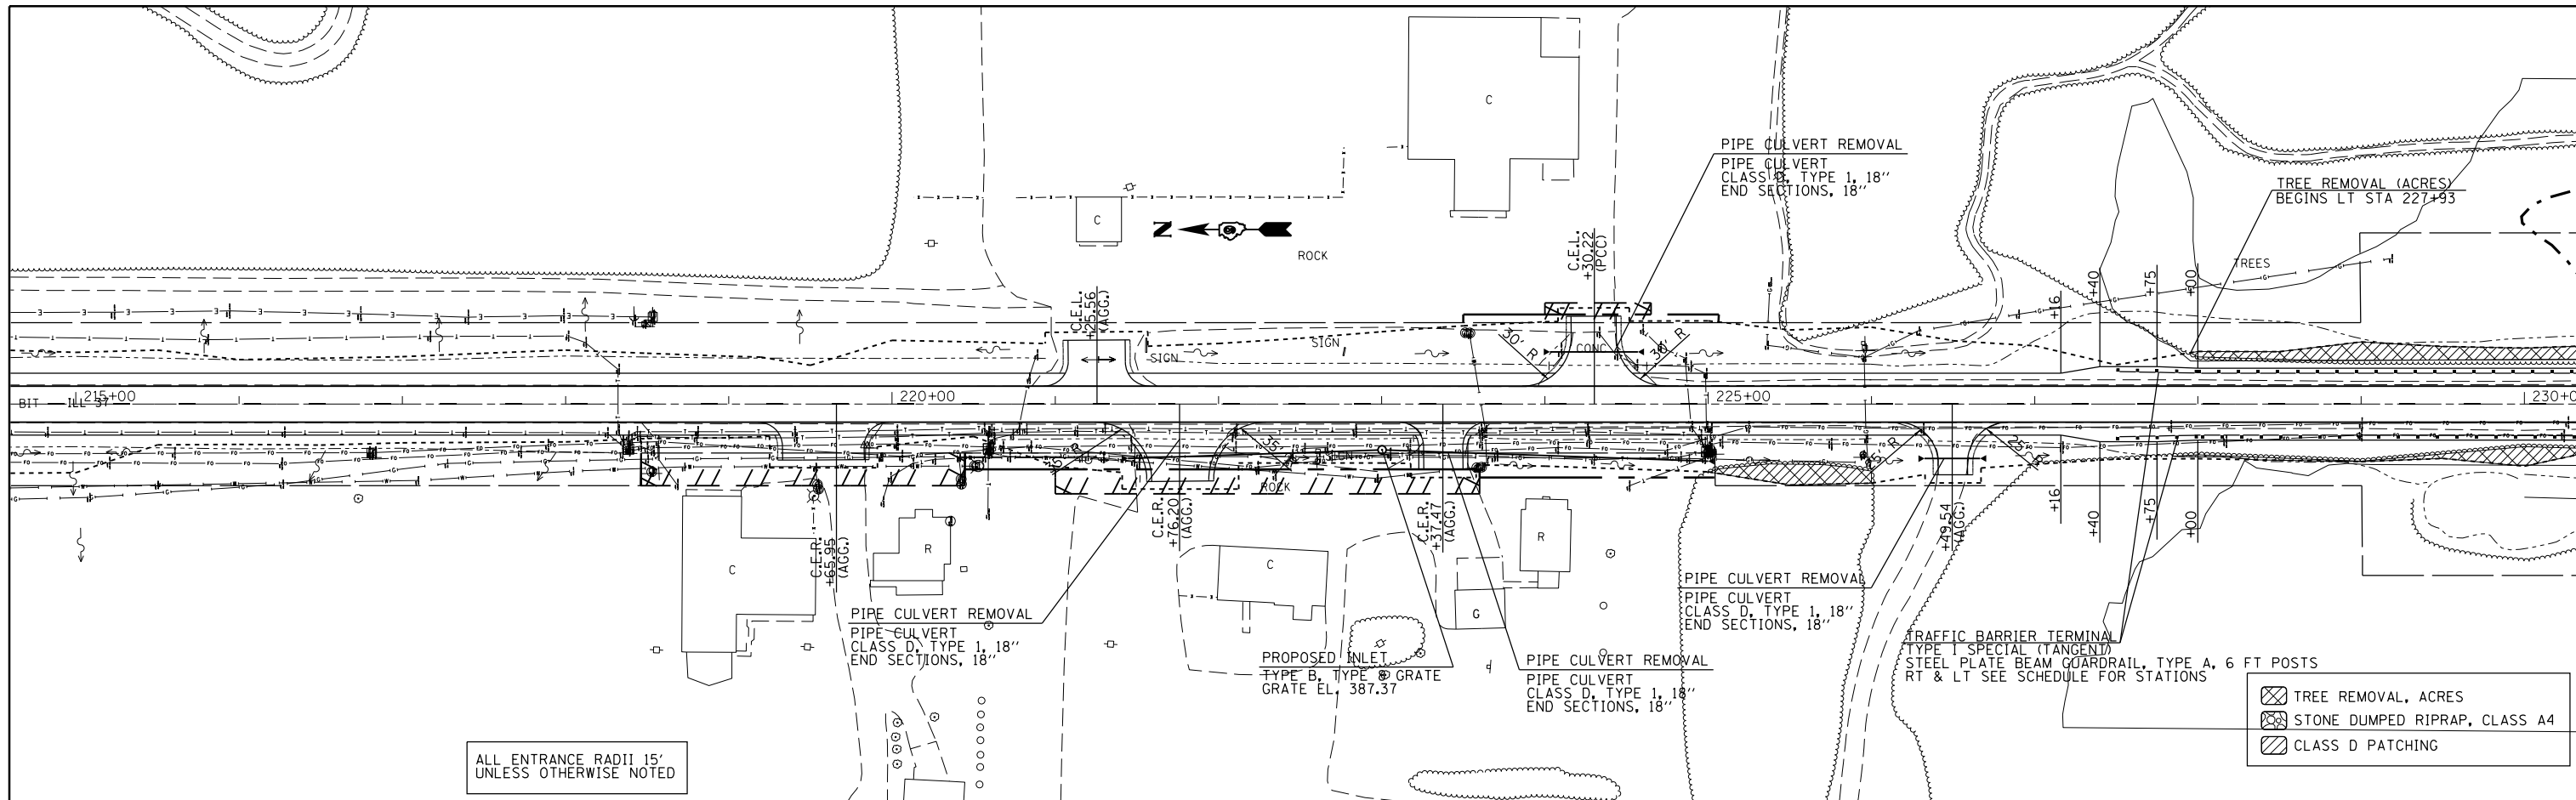 PIPE CULVERT REMOVAL
PIPE CULVERT
CLASS D, TYPE 1, 18"
END SECTIONS, 18"
TREE REMOVAL (ACRES)
BEGINS LT STA 227+93
C
C
N
ROCK
TREES
C.E.L.
+30.22
(PCC)
C.E.L.
+25.56
(AGG.)
+16
+40
+75
+00
SIGN
SIGN
30' R
CONC
30' R
BIT
ILL 37
215+00
220+00
225+00
35' R
ROCK
25' R
C
R
C
R
G
C.E.R.
+65.95
(AGG.)
C.E.R.
+76.20
(AGG.)
C.E.R.
+37.47
(AGG.)
+49.54
(AGG.)
+16
+40
+75
+00
PIPE CULVERT REMOVAL
PIPE CULVERT
CLASS D, TYPE 1, 18"
END SECTIONS, 18"
PROPOSED INLET
TYPE B, TYPE 8 GRATE
GRATE EL. 387.37
PIPE CULVERT REMOVAL
PIPE CULVERT
CLASS D, TYPE 1, 18"
END SECTIONS, 18"
PIPE CULVERT REMOVAL
PIPE CULVERT
CLASS D, TYPE 1, 18"
END SECTIONS, 18"
TRAFFIC BARRIER TERMINAL
TYPE 1 SPECIAL (TANGENT)
STEEL PLATE BEAM GUARDRAIL, TYPE A, 6 FT POSTS
RT & LT SEE SCHEDULE FOR STATIONS
TREE REMOVAL, ACRES
STONE DUMPED RIPRAP, CLASS A4
CLASS D PATCHING
ALL ENTRANCE RADII 15'
UNLESS OTHERWISE NOTED